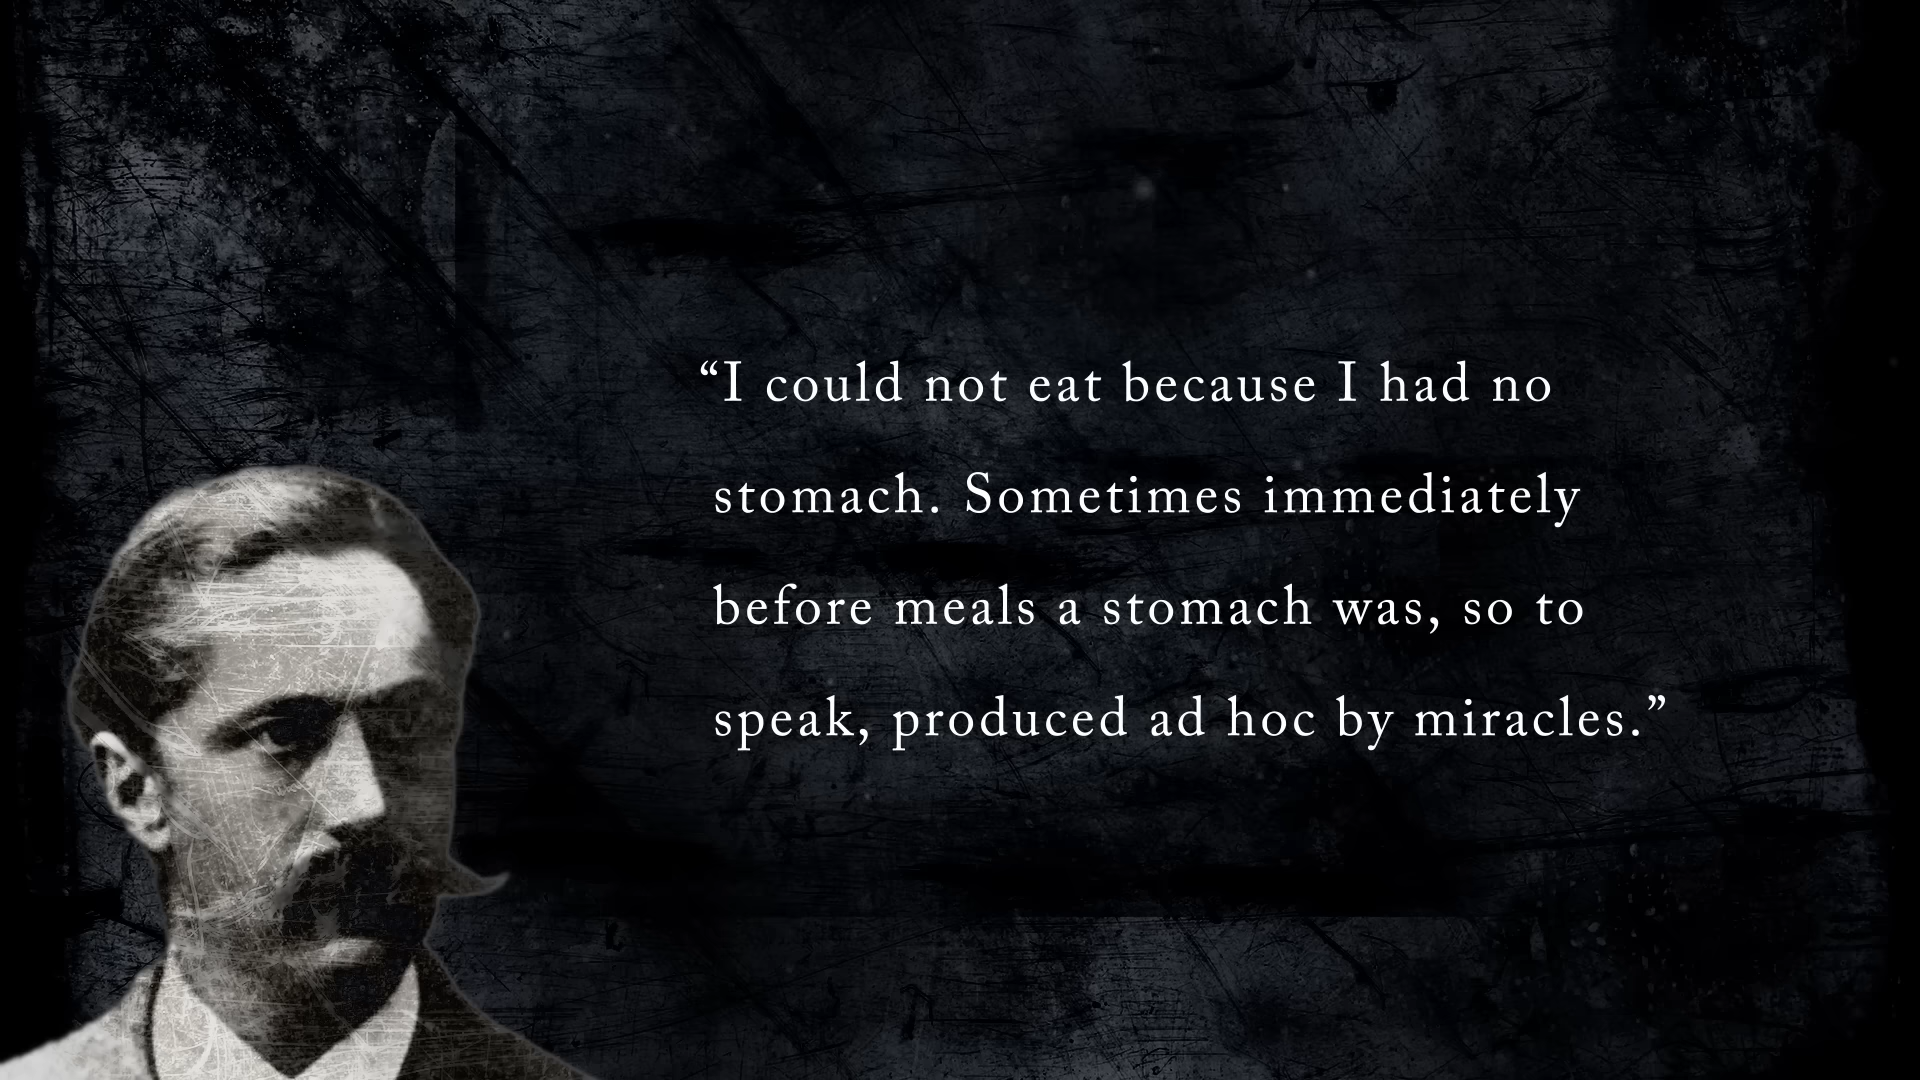 “I could not eat because I had no
stomach. Sometimes immediately
before meals a stomach was, so to
speak, produced ad hoc by miracles.”